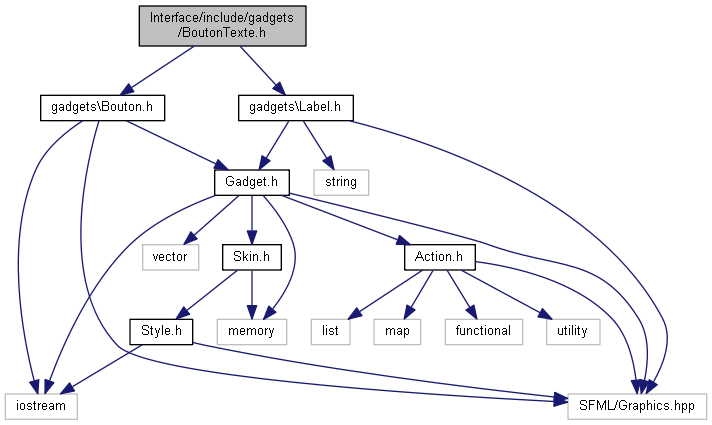 Interface/include/gadgets
/BoutonTexte.h
gadgets\Bouton.h
gadgets\Label.h
Gadget.h
string
vector
Skin.h
Action.h
Style.h
memory
list
map
functional
utility
iostream
SFML/Graphics.hpp